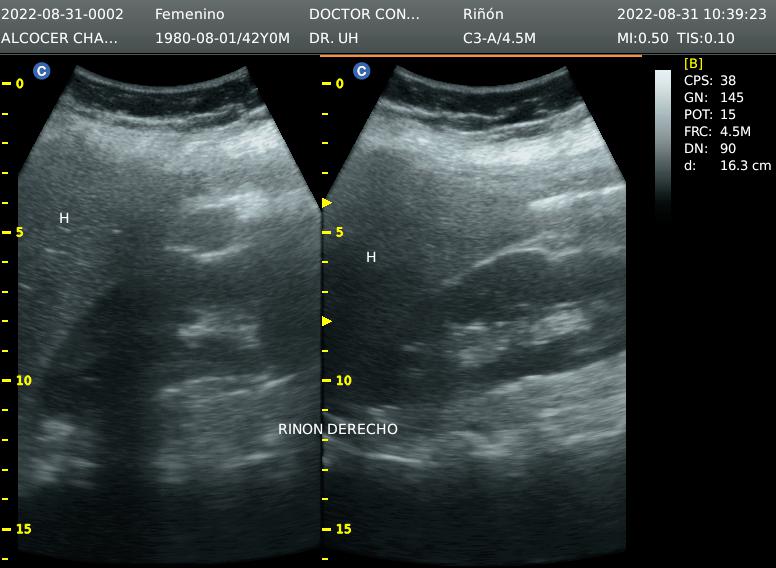 2022-08-31-0002 Femenino DOCTOR CON... Riñón 2022-08-31 10:39:23
ALCOCER CHA... 1980-08-01/42Y0M DR. UH C3-A/4.5M MI:0.50 TIS:0.10
[B]
C C
0 0
CPS: 38
GN: 145
POT: 15
FRC: 4.5M
DN: 90
d: 16.3 cm
H
5 5
H
10 10
RINON DERECHO
15 15